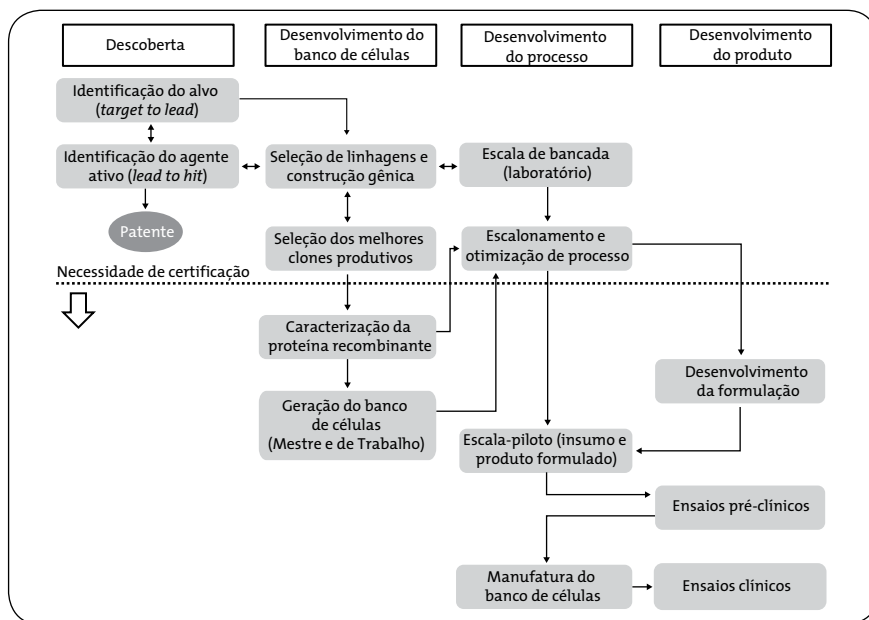 Descoberta
Desenvolvimento do
banco de células
Desenvolvimento
do processo
Desenvolvimento
do produto
Identificação do alvo
(target to lead)
Identificação do agente
ativo (lead to hit)
Seleção de linhagens e
construção gênica
Escala de bancada
(laboratório)
Patente
Seleção dos melhores
clones produtivos
Escalonamento e
otimização de processo
Necessidade de certificação
Caracterização da
proteína recombinante
Desenvolvimento
da formulação
Geração do banco
de células
(Mestre e de Trabalho)
Escala-piloto (insumo e
produto formulado)
Ensaios pré-clínicos
Manufatura do
banco de células
Ensaios clínicos